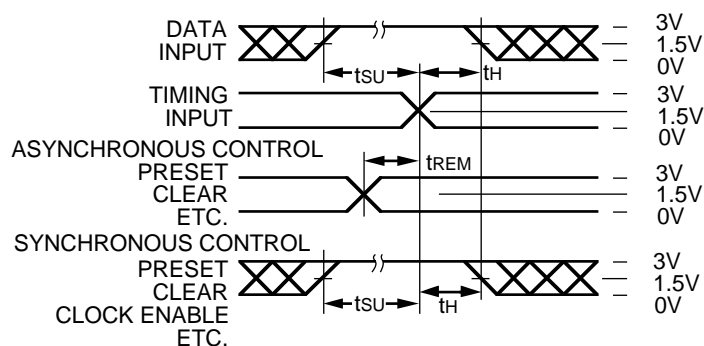 DATA
INPUT
3V
1.5V
0V
tSU
tH
TIMING
INPUT
3V
1.5V
0V
ASYNCHRONOUS CONTROL
PRESET
CLEAR
ETC.
tREM
3V
1.5V
0V
SYNCHRONOUS CONTROL
PRESET
CLEAR
CLOCK ENABLE
ETC.
tSU
tH
3V
1.5V
0V